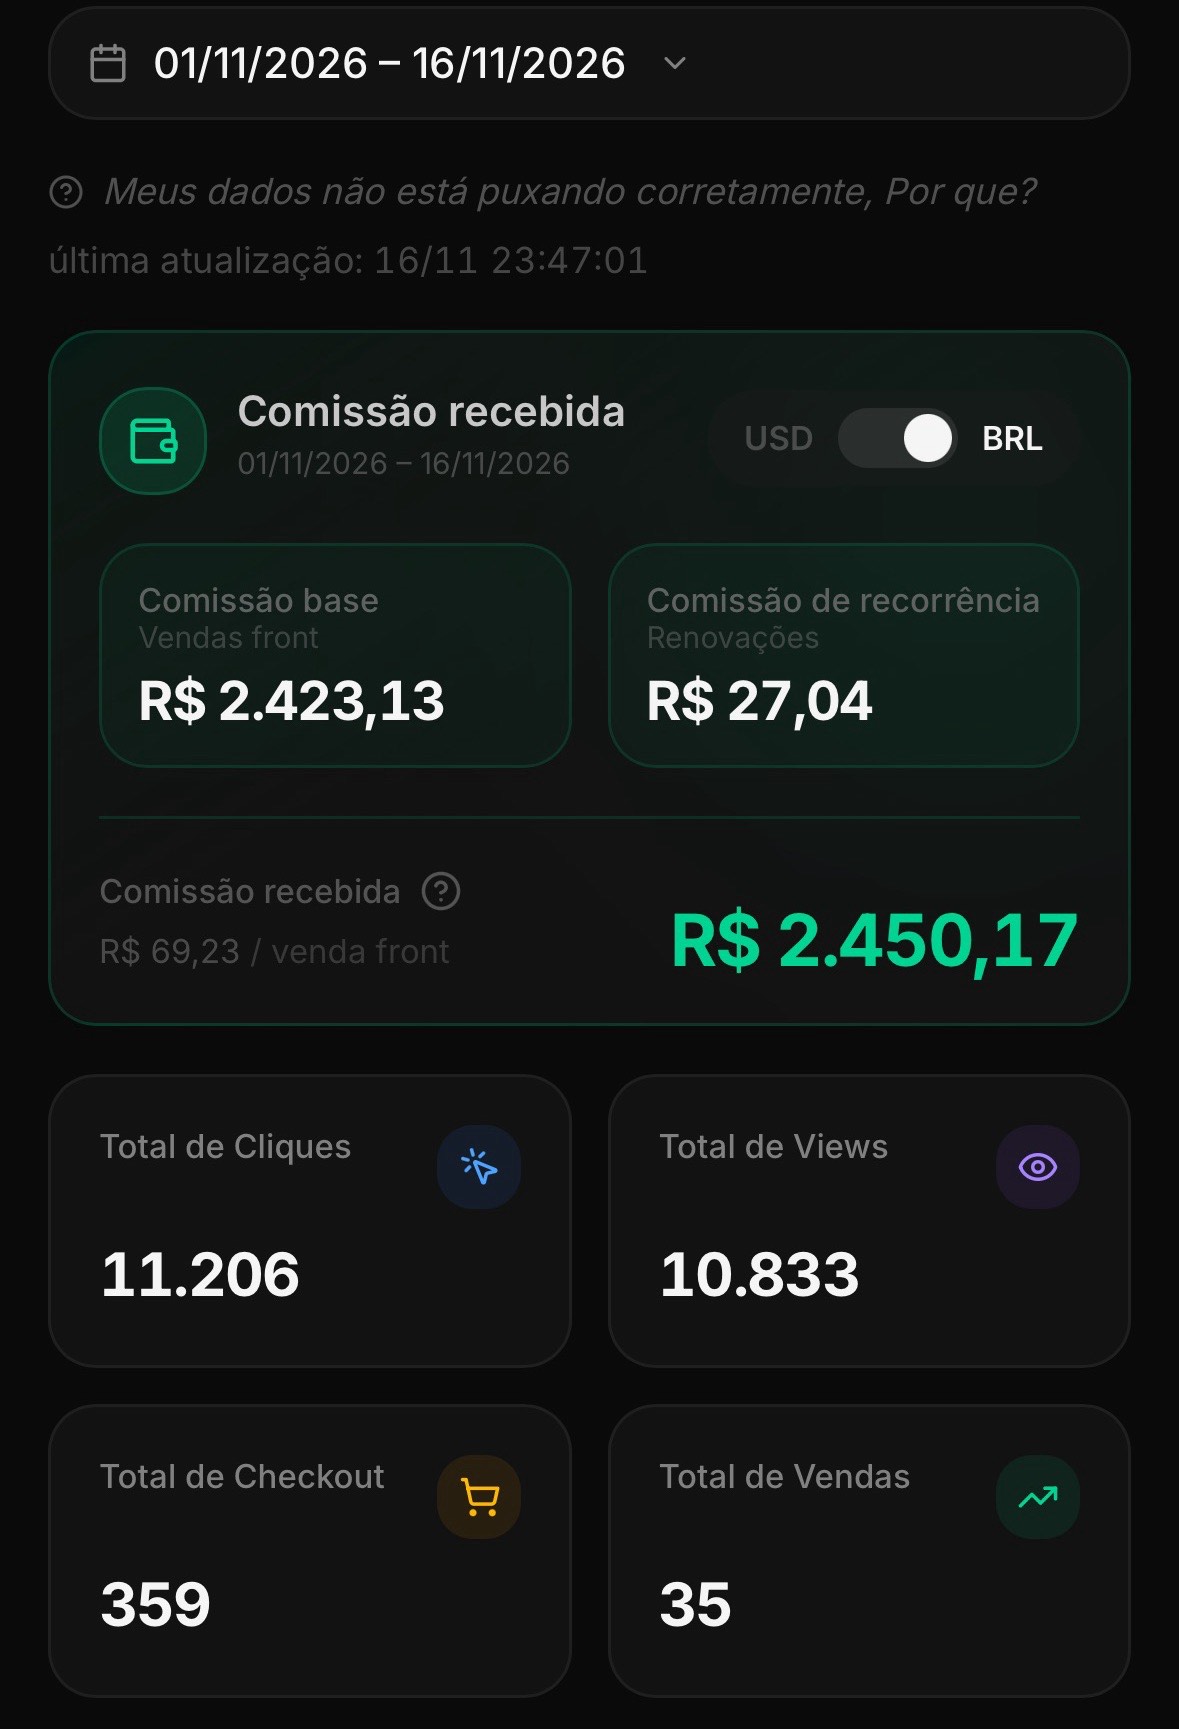 01/11/2026 – 16/11/2026
Meus dados não está puxando corretamente, Por que?
última atualização: 16/11 23:47:01
Comissão recebida
01/11/2026 – 16/11/2026
USD
BRL
Comissão base
Vendas front
R$ 2.423,13
Comissão de recorrência
Renovações
R$ 27,04
Comissão recebida
R$ 69,23 / venda front
R$ 2.450,17
Total de Cliques
11.206
Total de Views
10.833
Total de Checkout
359
Total de Vendas
35